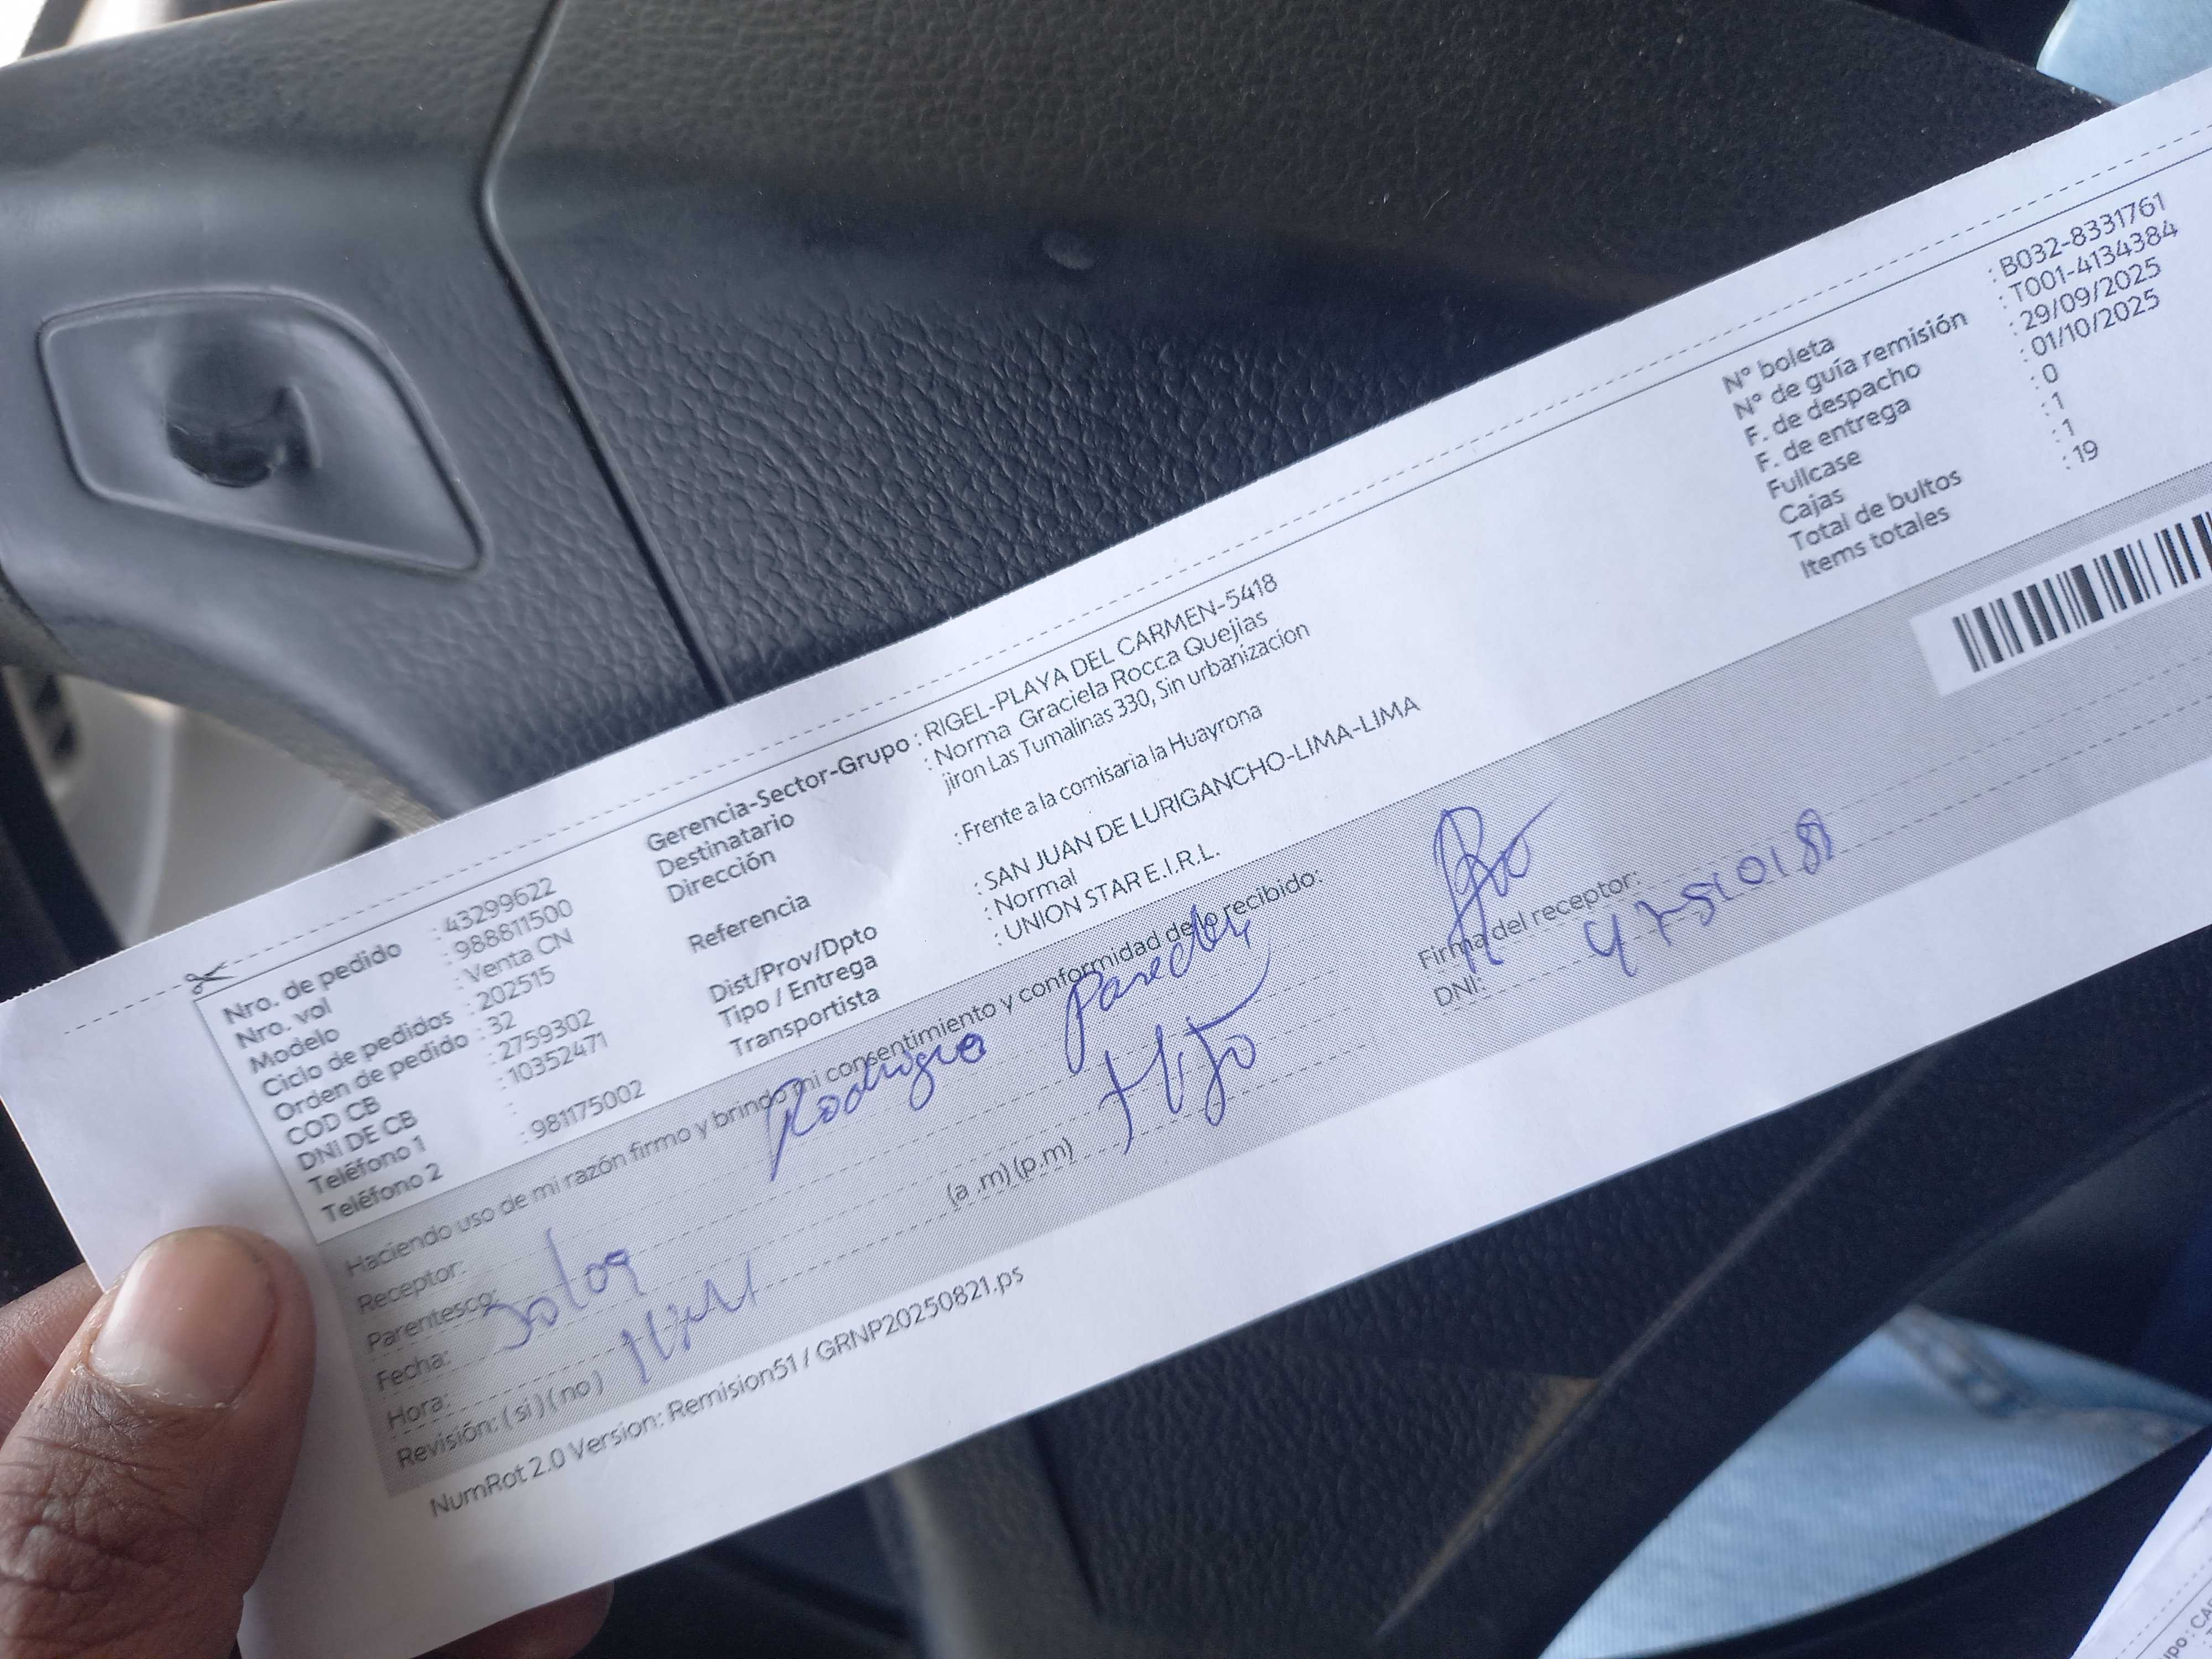 Nro. de pedido : 43299622
Nro. vol : 988811500
Modelo : Venta CN
Ciclo de pedidos : 202515
Orden de pedido : 32
COD CB : 2759302
DNI DE CB : 10352471
Teléfono 1 :
Teléfono 2 : 981175002
Gerencia-Sector-Grupo : RIGEL-PLAYA DEL CARMEN-5418
Destinatario : Norma Graciela Rocca Quejias
Dirección : jiron Las Tumalinas 330, Sin urbanizacion
Referencia : Frente a la comisaria la Huayrona
Dist/Prov/Dpto : SAN JUAN DE LURIGANCHO-LIMA-LIMA
Tipo / Entrega : Normal
Transportista : UNION STAR E.I.R.L.
N° boleta : B032-8331761
N° de guía remisión : T001-4134384
F. de despacho : 29/09/2025
F. de entrega : 01/10/2025
Fullcase : 0
Cajas : 1
Total de bultos : 1
Items totales : 19
Haciendo uso de mi razón firmo y brindo mi consentimiento y conformidad de lo recibido:
Receptor: Rodrigo Paredes
Parentesco: Hijo
Fecha: 30/09
Hora: (a .m) (p.m)
Revisión: ( si ) ( no )
Firma del receptor:
DNI:
NumRot 2.0 Version: Remision51 / GRNP20250821.ps